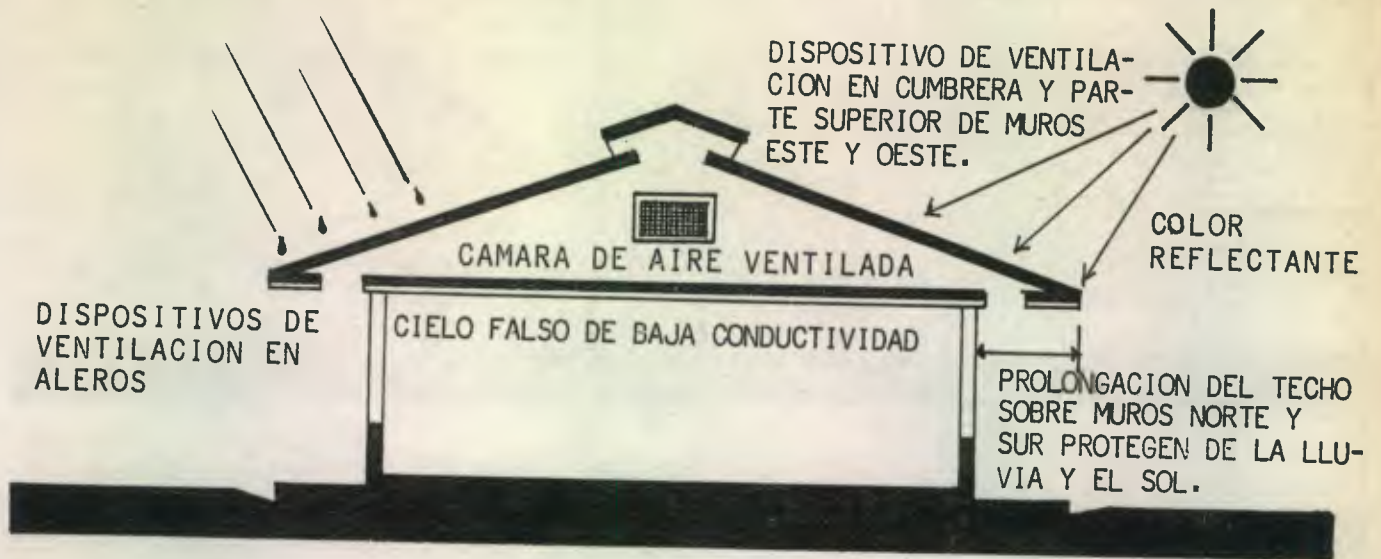 DISPOSITIVO DE VENTILA-
CION EN CUMBRERA Y PAR-
TE SUPERIOR DE MUROS
ESTE Y OESTE.
COLOR
REFLECTANTE
CAMARA DE AIRE VENTILADA
CIELO FALSO DE BAJA CONDUCTIVIDAD
DISPOSITIVOS DE
VENTILACION EN
ALEROS
PROLONGACION DEL TECHO
SOBRE MUROS NORTE Y
SUR PROTEGEN DE LA LLU-
VIA Y EL SOL.